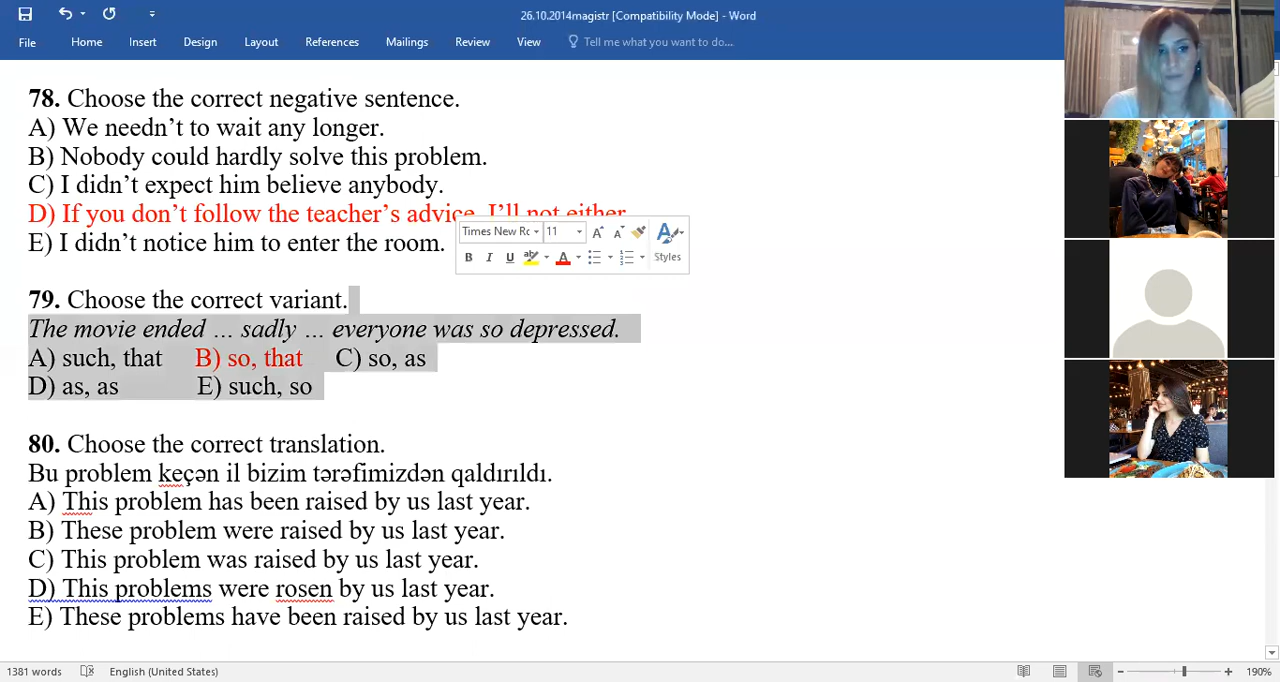 26.10.2014magistr [Compatibility Mode] - Word
File Home Insert Design Layout References Mailings Review View Tell me what you want to do...
78. Choose the correct negative sentence.
A) We needn't to wait any longer.
B) Nobody could hardly solve this problem.
C) I didn't expect him believe anybody.
D) If you don't follow the teacher's advice, I'll not either.
E) I didn't notice him to enter the room.
Times New Rc 11
B I U Styles
79. Choose the correct variant.
The movie ended ... sadly ... everyone was so depressed.
A) such, that B) so, that C) so, as
D) as, as E) such, so
80. Choose the correct translation.
Bu problem keçən il bizim tərəfimizdən qaldırıldı.
A) This problem has been raised by us last year.
B) These problem were raised by us last year.
C) This problem was raised by us last year.
D) This problems were rosen by us last year.
E) These problems have been raised by us last year.
1381 words English (United States) 190%